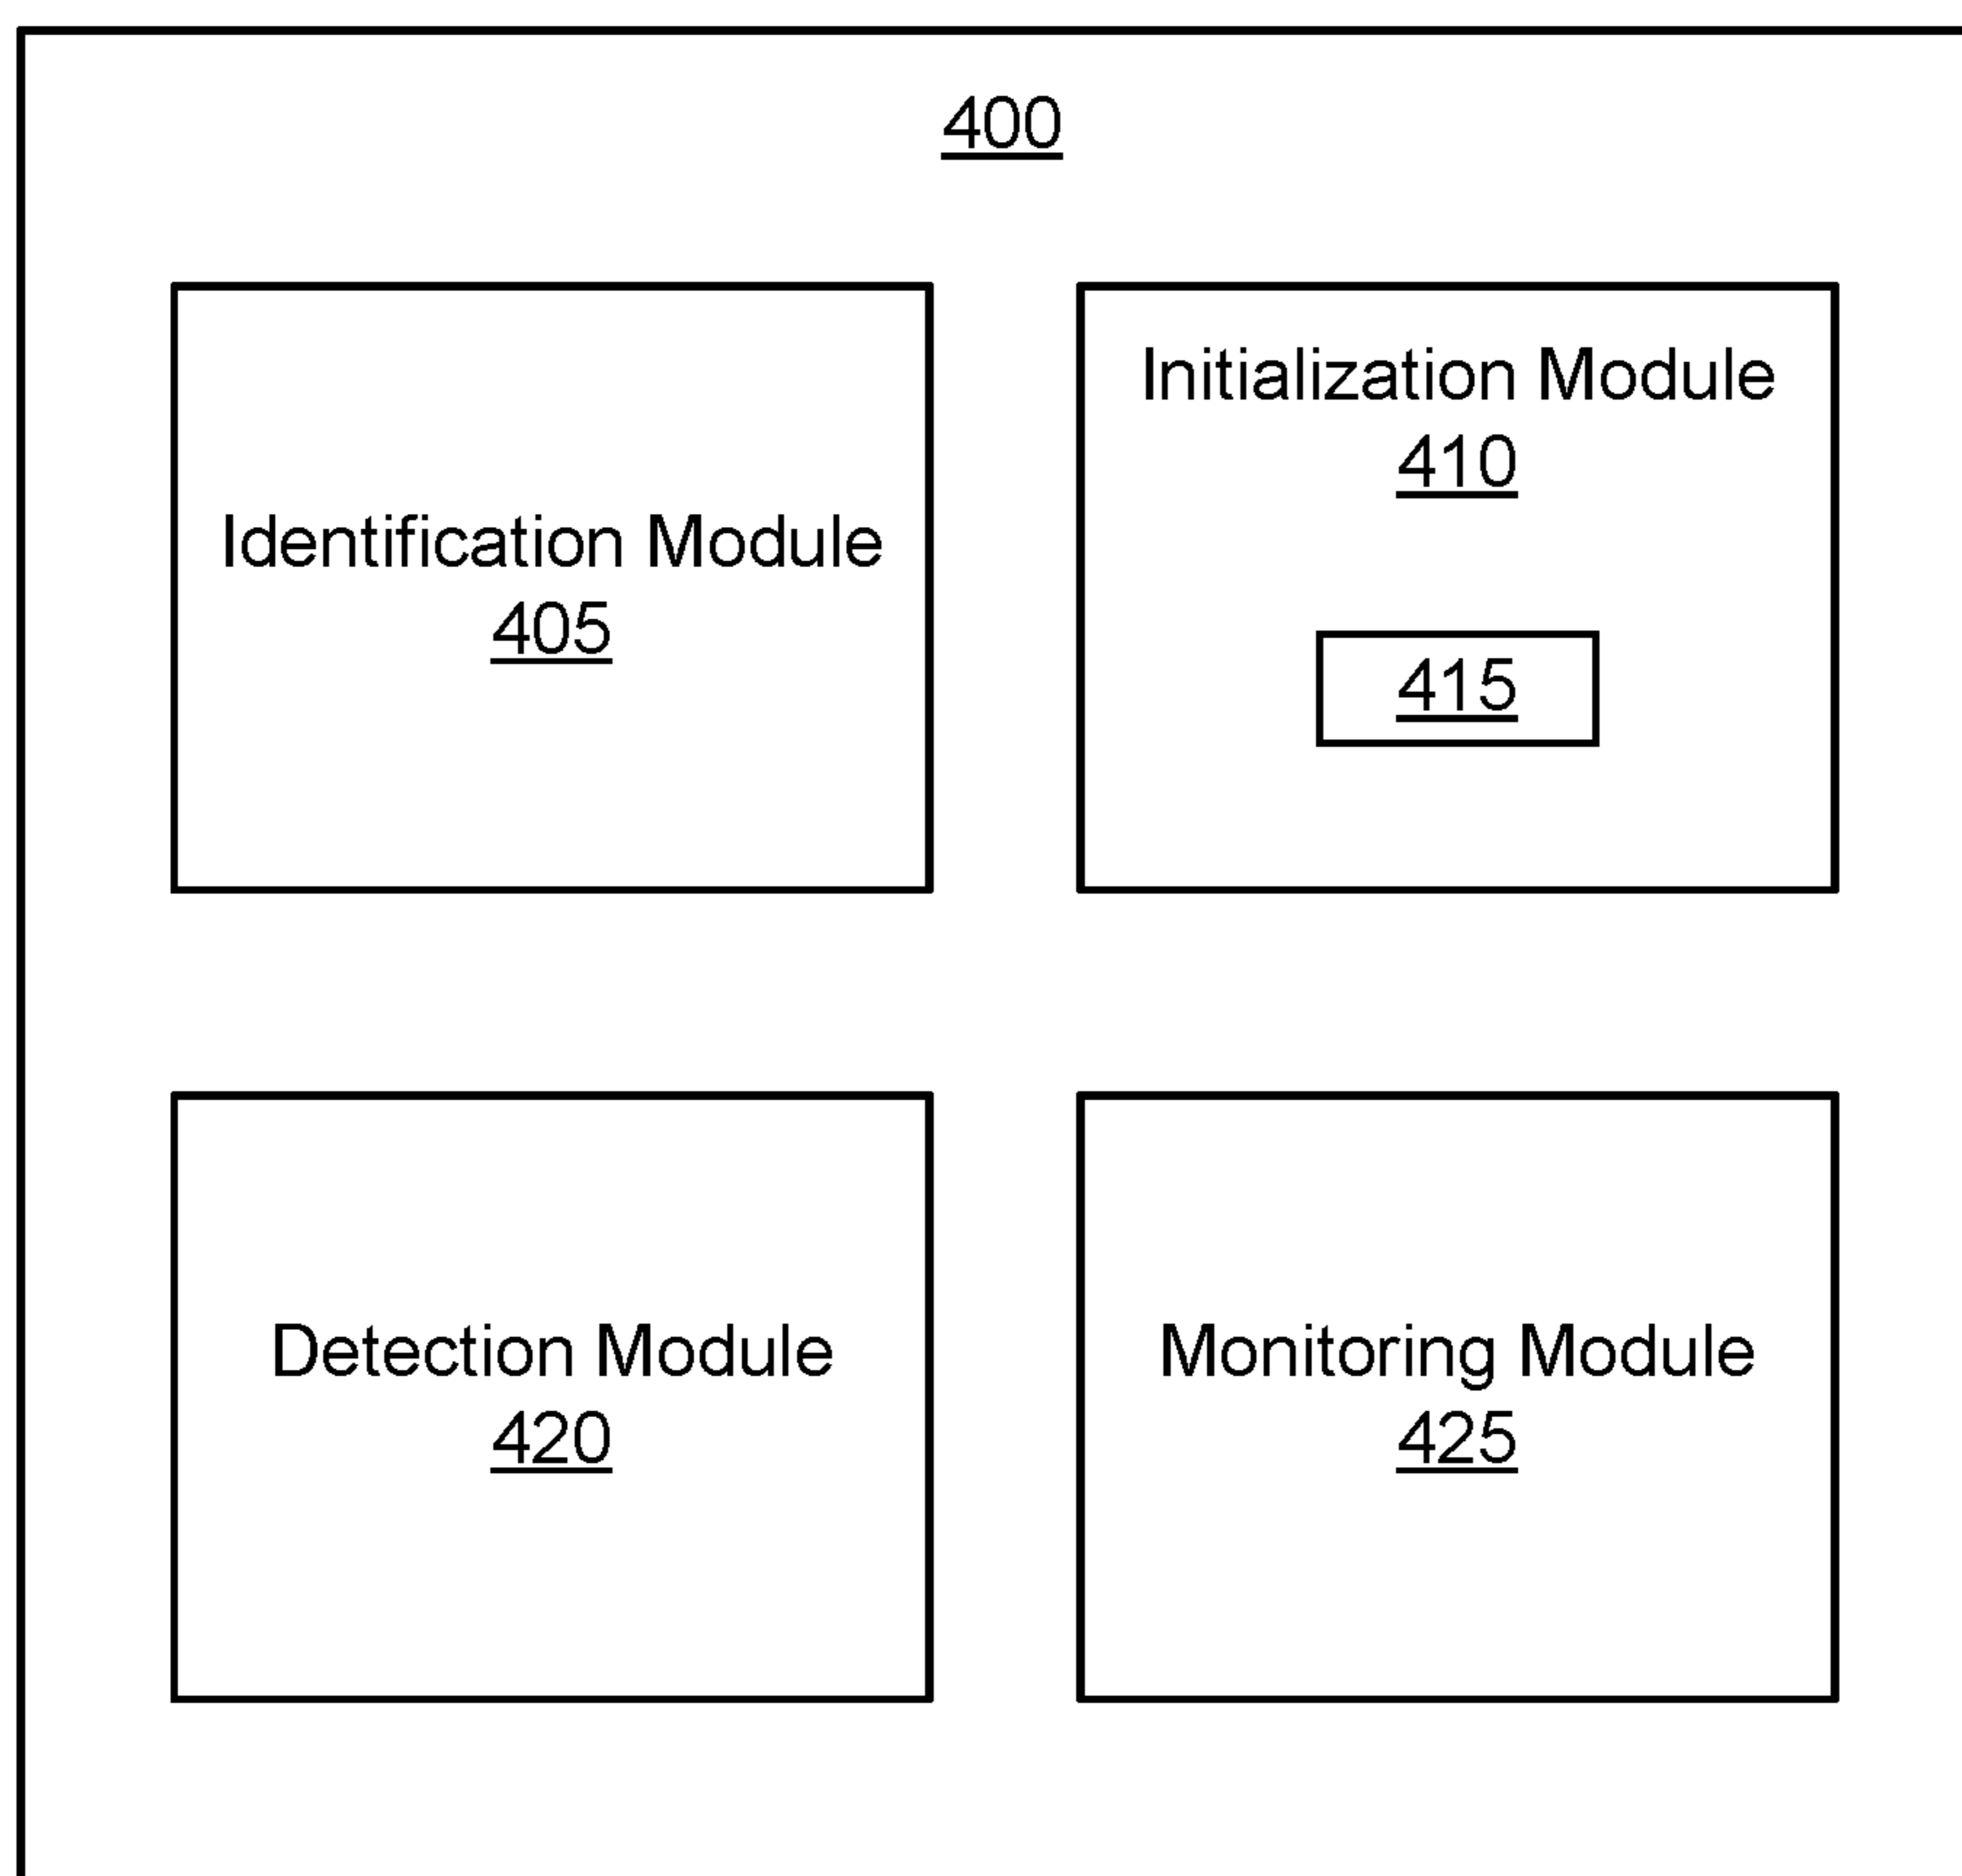 400
Identification Module
405
Initialization Module
410
415
Detection Module
420
Monitoring Module
425